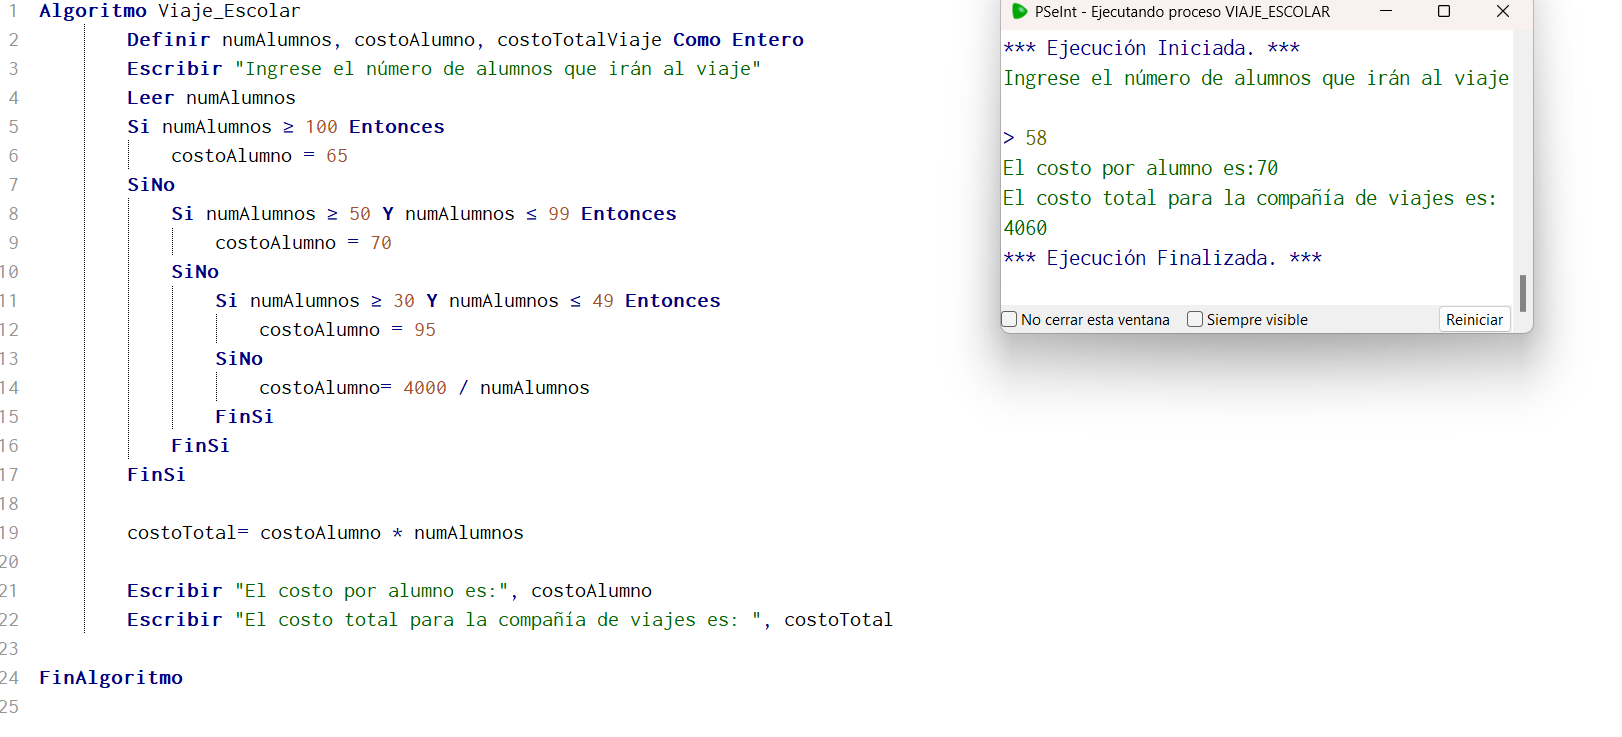 1 Algoritmo Viaje_Escolar
2 Definir numAlumnos, costoAlumno, costoTotalViaje Como Entero
3 Escribir "Ingrese el número de alumnos que irán al viaje"
4 Leer numAlumnos
5 Si numAlumnos ≥ 100 Entonces
6 costoAlumno = 65
7 SiNo
8 Si numAlumnos ≥ 50 Y numAlumnos ≤ 99 Entonces
9 costoAlumno = 70
10 SiNo
11 Si numAlumnos ≥ 30 Y numAlumnos ≤ 49 Entonces
12 costoAlumno = 95
13 SiNo
14 costoAlumno= 4000 / numAlumnos
15 FinSi
16 FinSi
17 FinSi
18
19 costoTotal= costoAlumno * numAlumnos
20
21 Escribir "El costo por alumno es:", costoAlumno
22 Escribir "El costo total para la compañía de viajes es: ", costoTotal
23
24 FinAlgoritmo
25
PSeInt - Ejecutando proceso VIAJE_ESCOLAR
*** Ejecución Iniciada. ***
Ingrese el número de alumnos que irán al viaje
> 58
El costo por alumno es:70
El costo total para la compañía de viajes es:
4060
*** Ejecución Finalizada. ***
No cerrar esta ventana Siempre visible Reiniciar